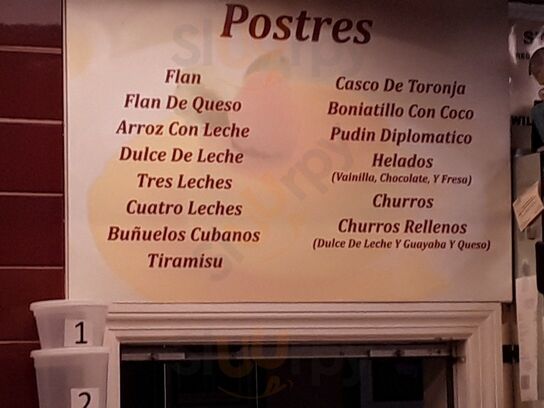 Postres
Flan
Flan De Queso
Arroz Con Leche
Dulce De Leche
Tres Leches
Cuatro Leches
Buñuelos Cubanos
Tiramisu
Casco De Toronja
Boniatillo Con Coco
Pudin Diplomatico
Helados
(Vainilla, Chocolate, Y Fresa)
Churros
Churros Rellenos
(Dulce De Leche Y Guayaba Y Queso)
1
2